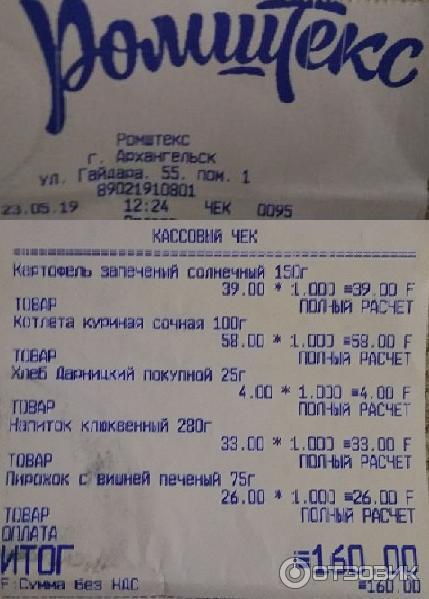 Ромштекс
Ромштекс
г. Архангельск
ул. Гайдара, 55, пом. 1
89021910801
23.05.19 12:24 ЧЕК 0095
КАССОВЫЙ ЧЕК
Картофель запеченый солнечный 150г
39.00 * 1.000 =39.00 F
ТОВАР ПОЛНЫЙ РАСЧЕТ
Котлета куриная сочная 100г
58.00 * 1.000 =58.00 F
ТОВАР ПОЛНЫЙ РАСЧЕТ
Хлеб Дарницкий покупной 25г
4.00 * 1.000 =4.00 F
ТОВАР ПОЛНЫЙ РАСЧЕТ
Напиток клюквенный 280г
33.00 * 1.000 =33.00 F
ТОВАР ПОЛНЫЙ РАСЧЕТ
Пирожок с вишней печеный 75г
26.00 * 1.000 =26.00 F
ТОВАР ПОЛНЫЙ РАСЧЕТ
ОПЛАТА
ИТОГ =160.00
F:Сумма без НДС =160.00
ОТЗОВИК